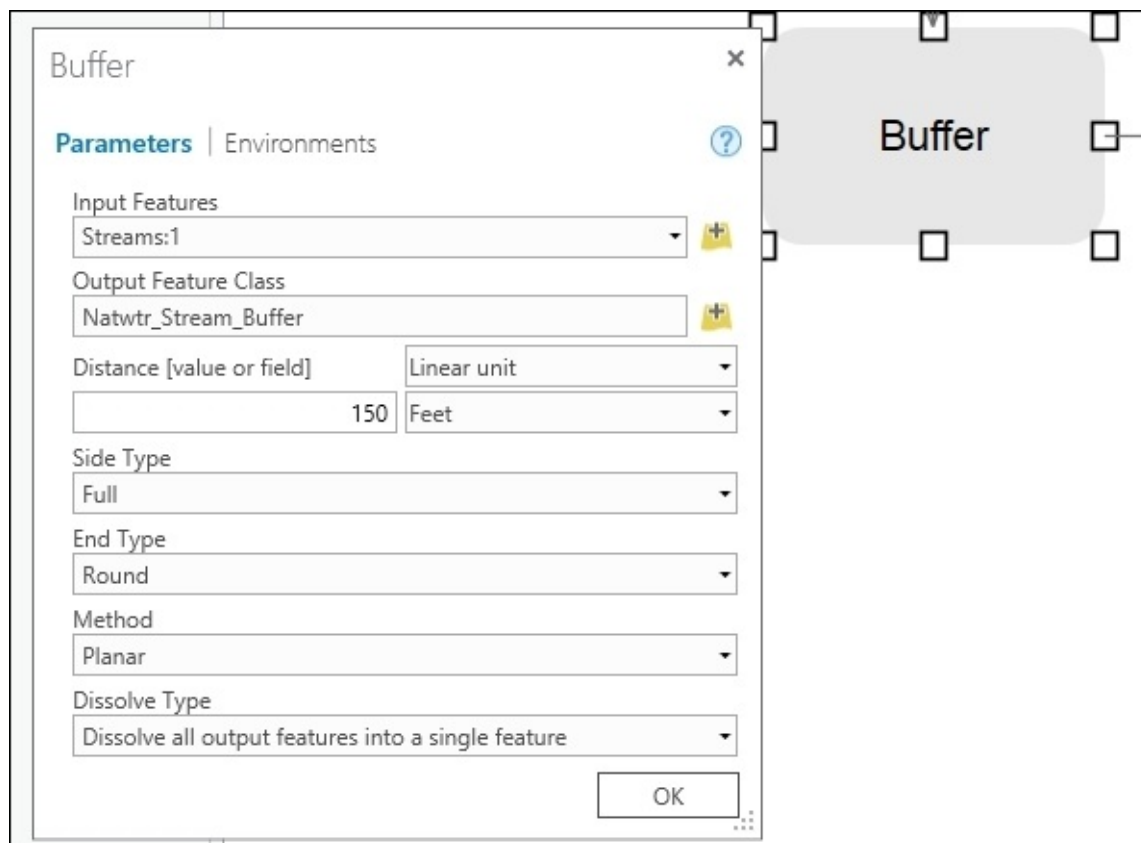 Buffer
Parameters | Environments
Input Features
Streams:1
Output Feature Class
Natwtr_Stream_Buffer
Distance [value or field] Linear unit
150 Feet
Side Type
Full
End Type
Round
Method
Planar
Dissolve Type
Dissolve all output features into a single feature
OK
Buffer